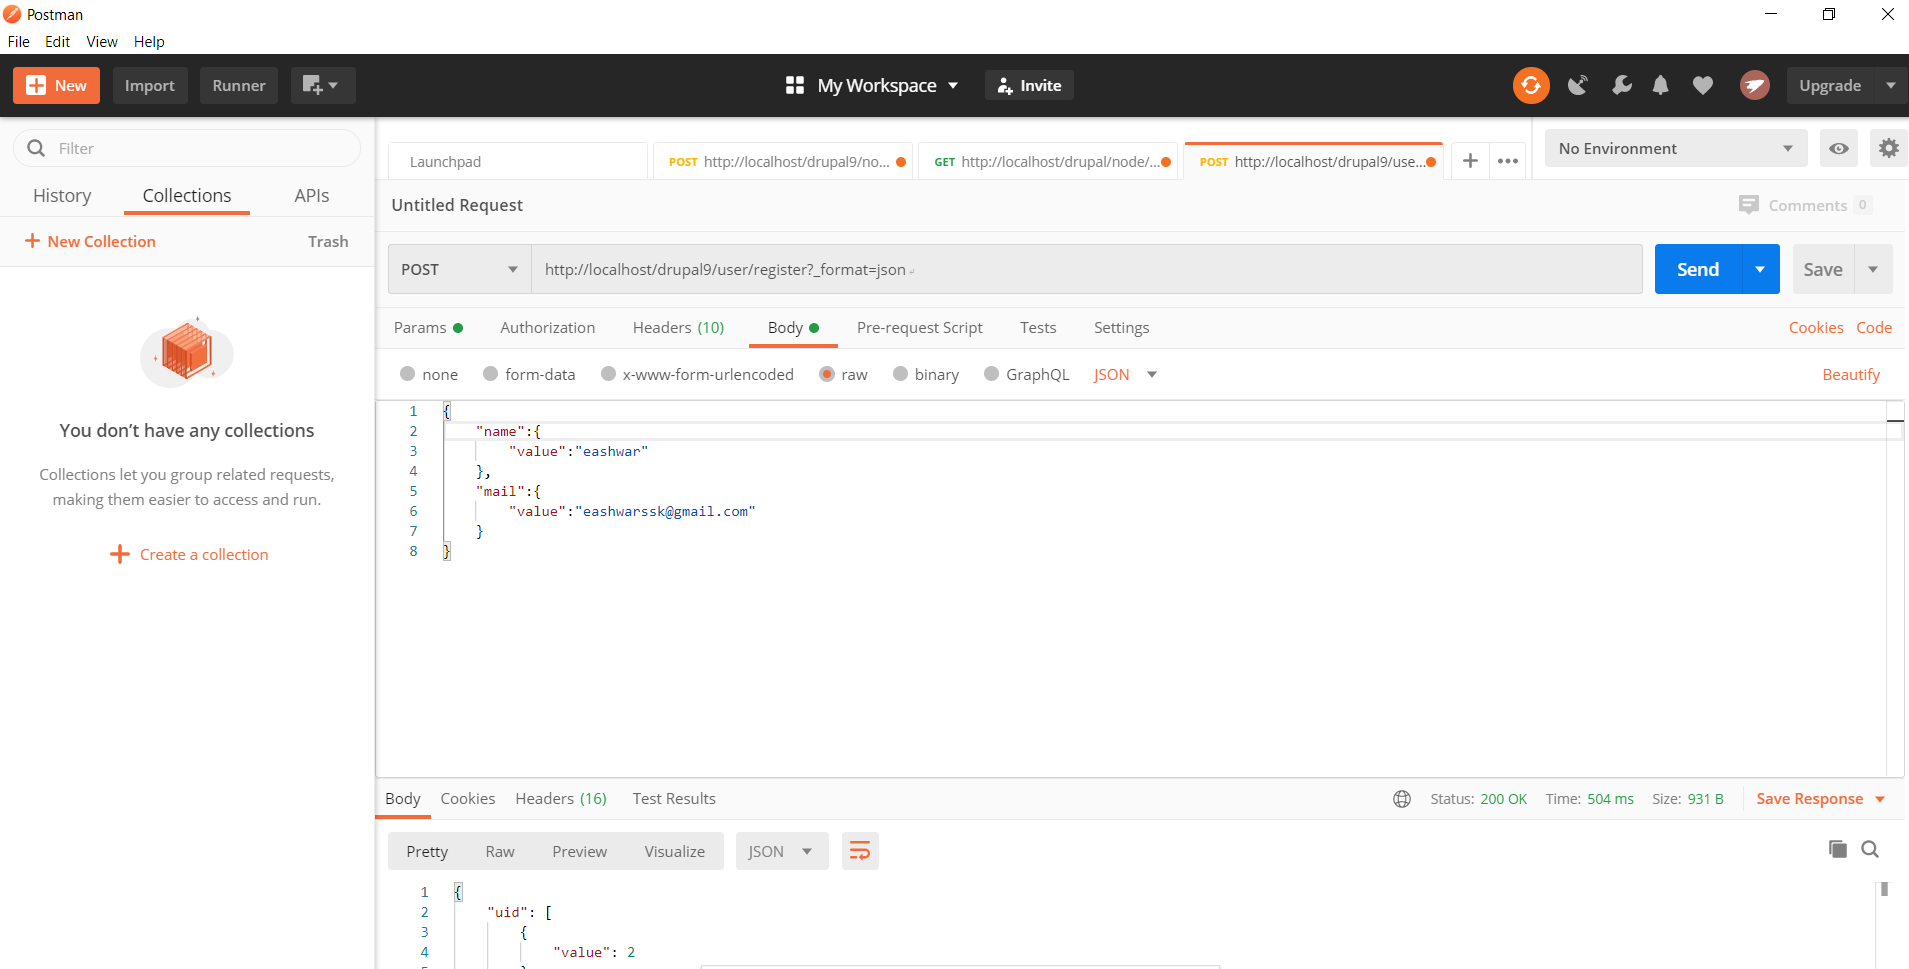 Postman
File Edit View Help
New Import Runner My Workspace Invite Upgrade
Filter
History Collections APIs
New Collection Trash
You don’t have any collections
Collections let you group related requests,
making them easier to access and run.
Create a collection
Launchpad POST http://localhost/drupal9/no... GET http://localhost/drupal/node/... POST http://localhost/drupal9/use... No Environment
Untitled Request Comments 0
POST http://localhost/drupal9/user/register?_format=json Send Save
Params Authorization Headers (10) Body Pre-request Script Tests Settings Cookies Code
none form-data x-www-form-urlencoded raw binary GraphQL JSON Beautify
1 {
2 "name":{
3 "value":"eashwar"
4 },
5 "mail":{
6 "value":"eashwarssk@gmail.com"
7 }
8 }
Body Cookies Headers (16) Test Results Status: 200 OK Time: 504 ms Size: 931 B Save Response
Pretty Raw Preview Visualize JSON
1 {
2 "uid": [
3 {
4 "value": 2